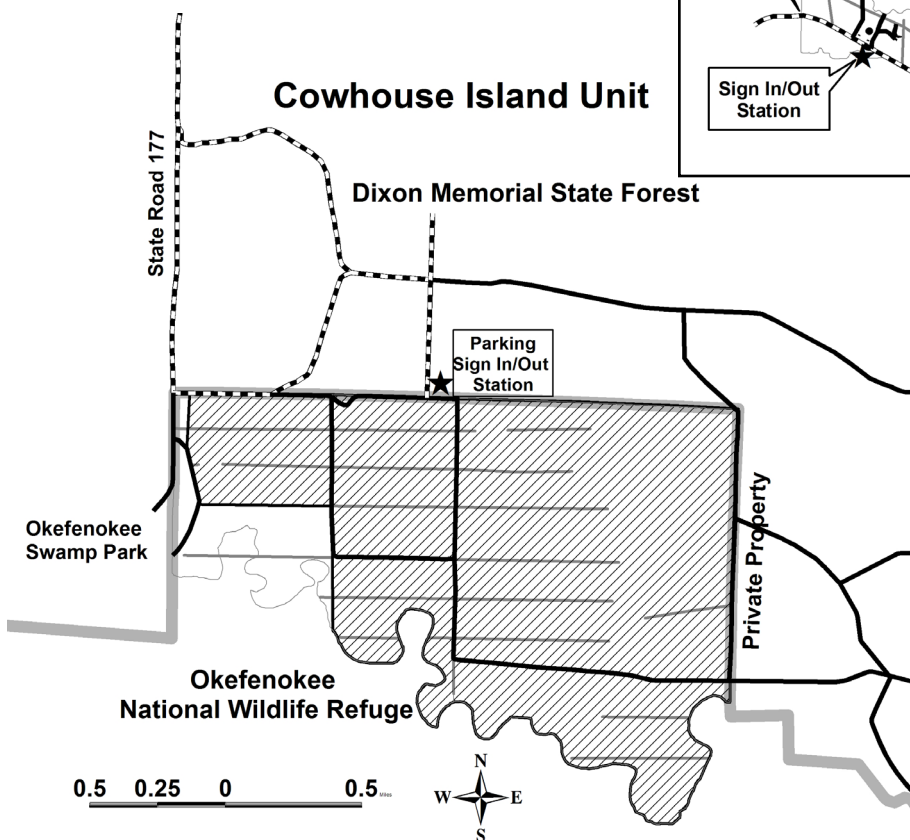 Sign In/Out
Station
Cowhouse Island Unit
State Road 177
Dixon Memorial State Forest
Parking
Sign In/Out
Station
Private Property
Okefenokee
Swamp Park
Okefenokee
National Wildlife Refuge
0.5 0.25 0 0.5 Miles
N
W E
S